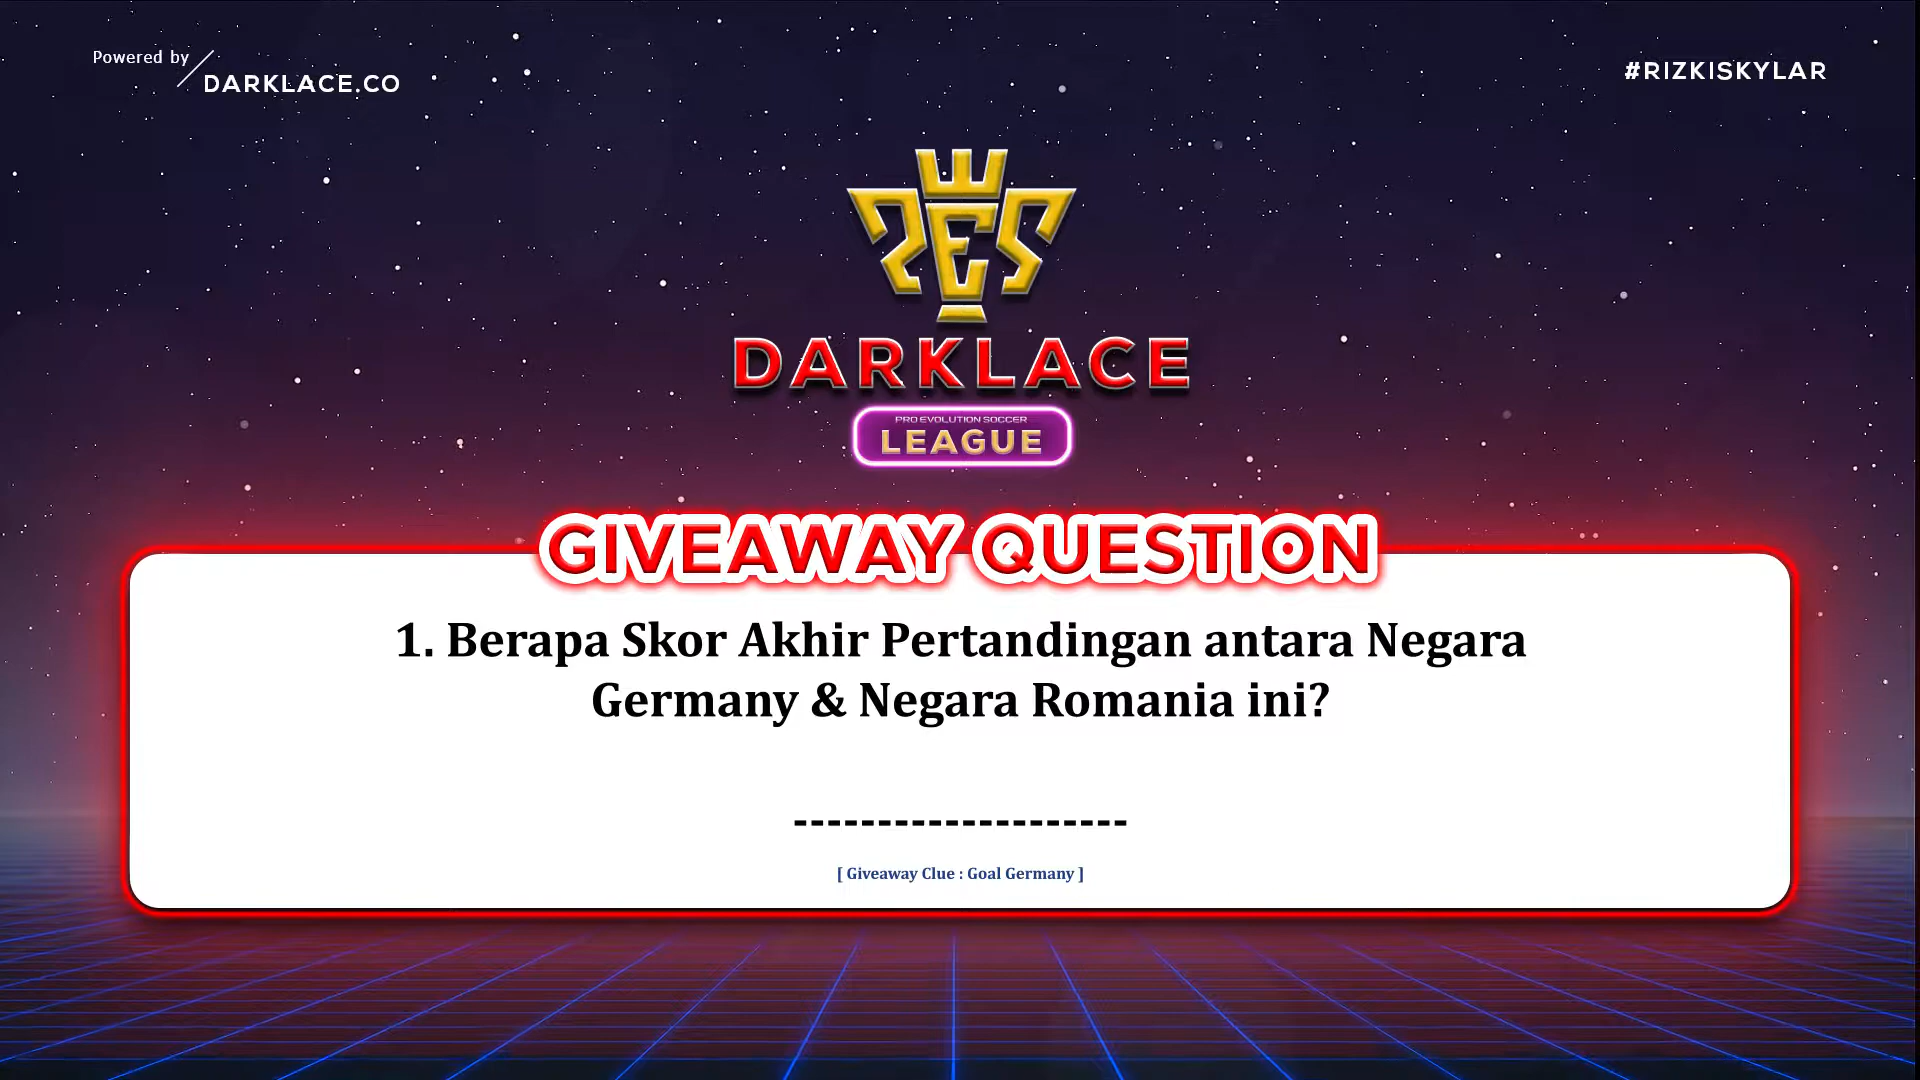 Powered by
DARKLACE.CO
#RIZKISKYLAR
PES
DARKLACE
PRO EVOLUTION SOCCER
LEAGUE
GIVEAWAY QUESTION
1. Berapa Skor Akhir Pertandingan antara Negara
Germany & Negara Romania ini?
--------------------
[ Giveaway Clue : Goal Germany ]